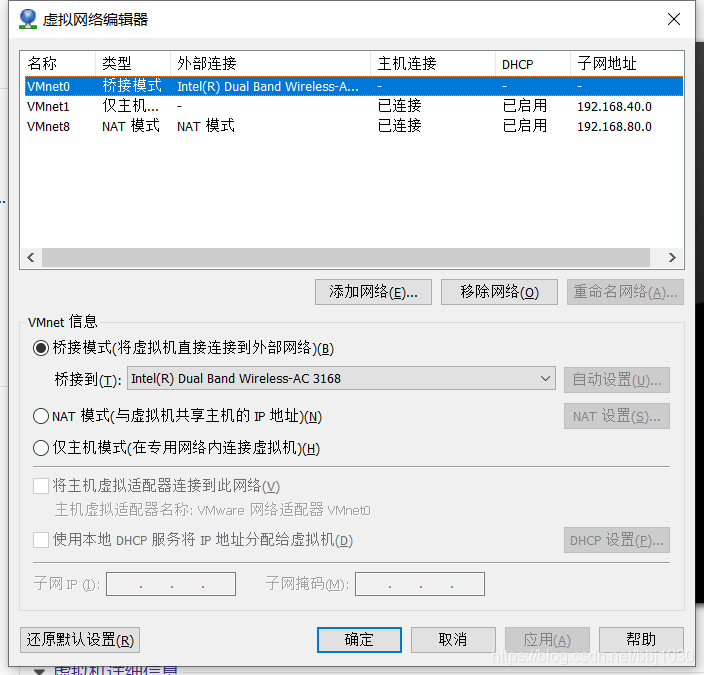 虚拟网络编辑器
名称 类型 外部连接 主机连接 DHCP 子网地址
VMnet0 桥接模式 Intel(R) Dual Band Wireless-A... - - -
VMnet1 仅主机... - 已连接 已启用 192.168.40.0
VMnet8 NAT 模式 NAT 模式 已连接 已启用 192.168.80.0
添加网络(E)... 移除网络(O) 重命名网络(A)...
VMnet 信息
桥接模式(将虚拟机直接连接到外部网络)(B)
桥接到(T): Intel(R) Dual Band Wireless-AC 3168 自动设置(U)...
NAT 模式(与虚拟机共享主机的 IP 地址)(N) NAT 设置(S)...
仅主机模式(在专用网络内连接虚拟机)(H)
将主机虚拟适配器连接到此网络(V)
主机虚拟适配器名称: VMware 网络适配器 VMnet0
使用本地 DHCP 服务将 IP 地址分配给虚拟机(D) DHCP 设置(P)...
子网 IP (I): . . . 子网掩码(M): . . .
还原默认设置(R) 确定 取消 应用(A) 帮助
https://blog.csdn.net/bbj1030
虚拟机详细信息